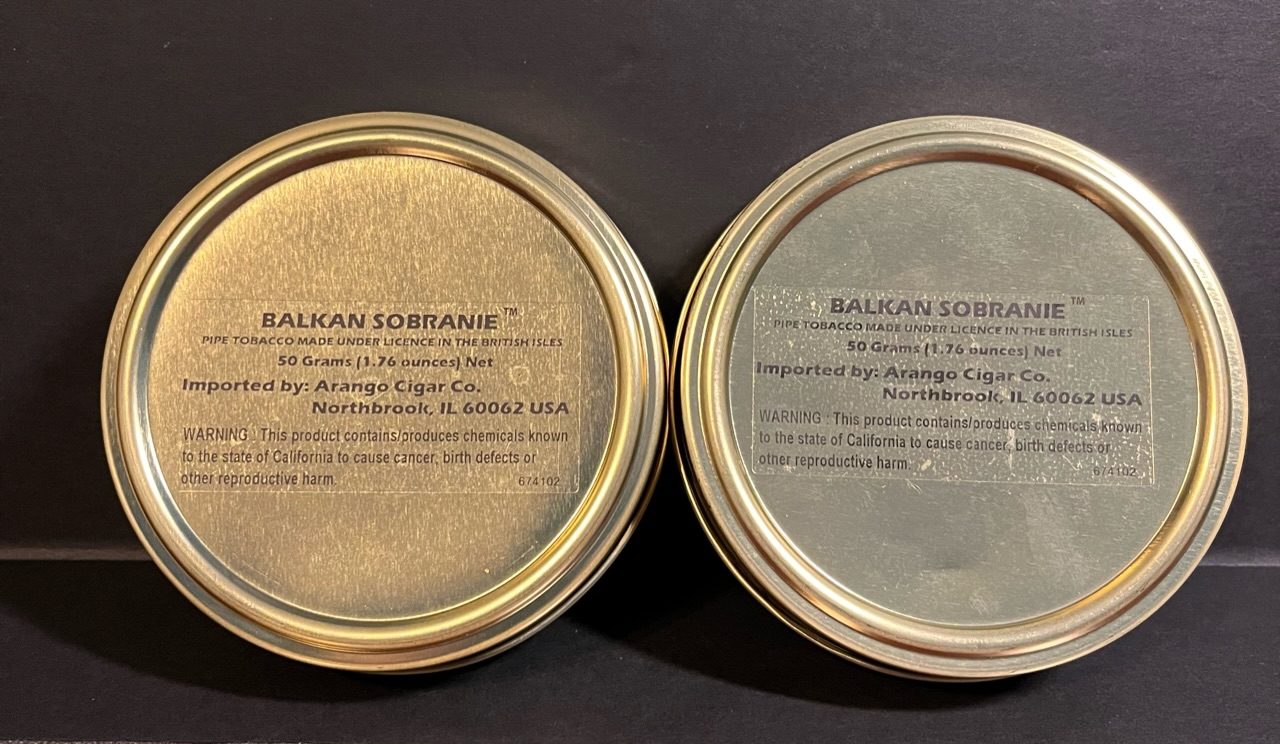 BALKAN SOBRANIE™
PIPE TOBACCO MADE UNDER LICENCE IN THE BRITISH ISLES
50 Grams (1.76 ounces) Net
Imported by: Arango Cigar Co.
Northbrook, IL 60062 USA
WARNING : This product contains/produces chemicals known
to the state of California to cause cancer, birth defects or
other reproductive harm.
674102
BALKAN SOBRANIE™
PIPE TOBACCO MADE UNDER LICENCE IN THE BRITISH ISLES
50 Grams (1.76 ounces) Net
Imported by: Arango Cigar Co.
Northbrook, IL 60062 USA
WARNING : This product contains/produces chemicals known
to the state of California to cause cancer, birth defects or
other reproductive harm.
674102